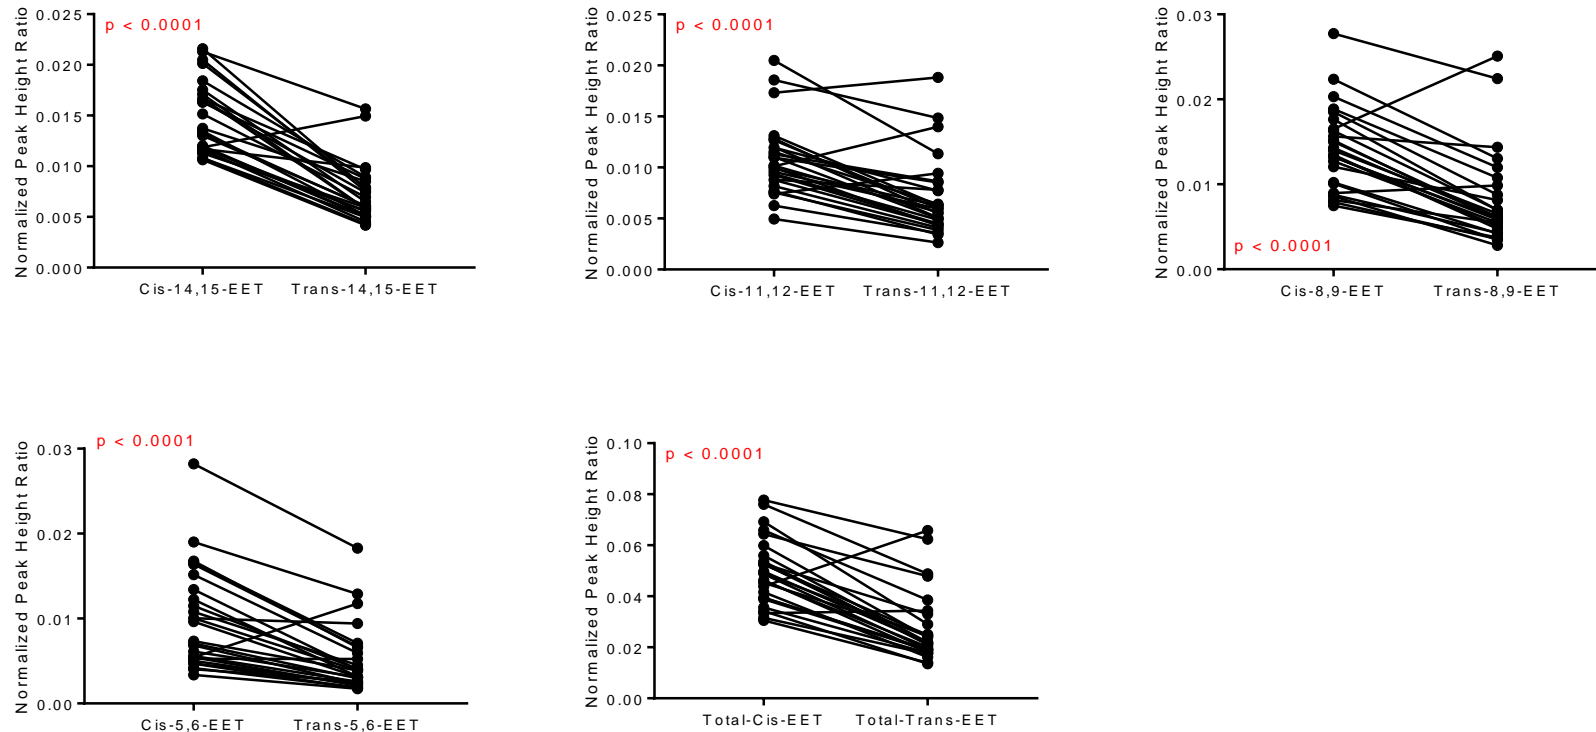 Normalized Peak Height Ratio
0.025
0.020
0.015
0.010
0.005
0.000
p < 0.0001
Cis-14,15-EET
Trans-14,15-EET
Normalized Peak Height Ratio
0.025
0.020
0.015
0.010
0.005
0.000
p < 0.0001
Cis-11,12-EET
Trans-11,12-EET
Normalized Peak Height Ratio
0.03
0.02
0.01
0.00
p < 0.0001
Cis-8,9-EET
Trans-8,9-EET
Normalized Peak Height Ratio
0.03
0.02
0.01
0.00
p < 0.0001
Cis-5,6-EET
Trans-5,6-EET
Normalized Peak Height Ratio
0.10
0.08
0.06
0.04
0.02
0.00
p < 0.0001
Total-Cis-EET
Total-Trans-EET